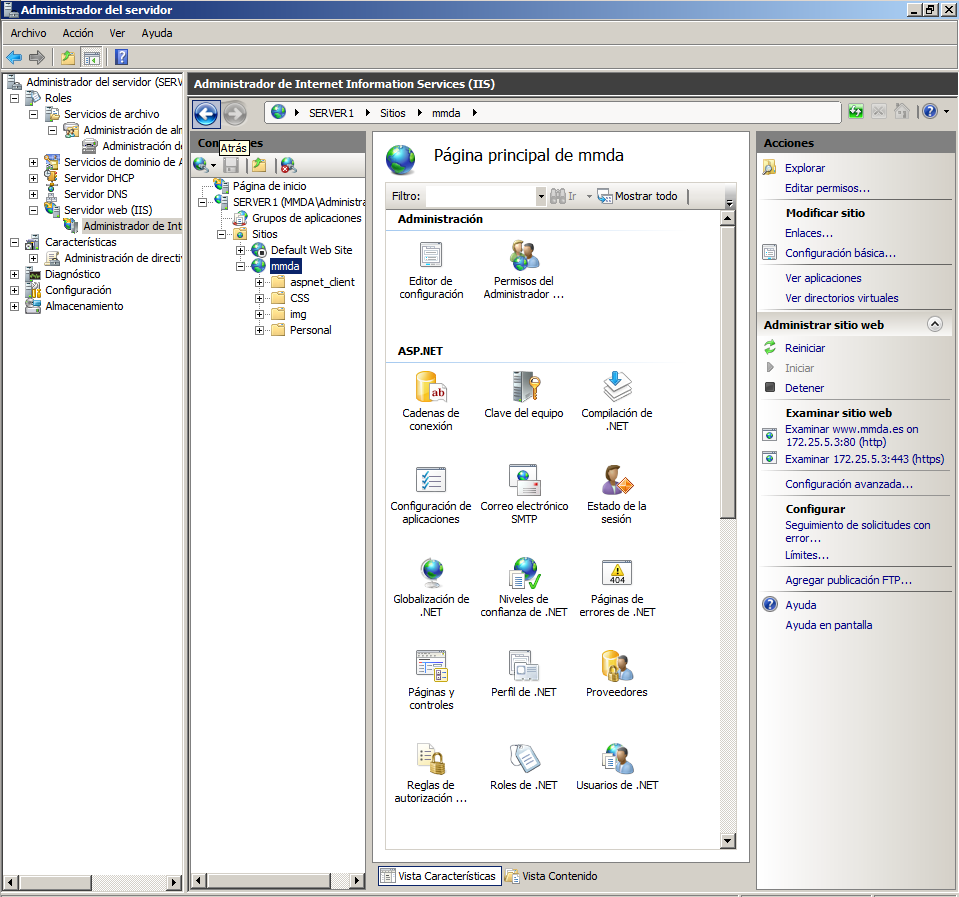 Administrador del servidor
Archivo Acción Ver Ayuda
Administrador del servidor (SERV
Roles
Servicios de archivo
Administración de alm
Administración d
Servicios de dominio de A
Servidor DHCP
Servidor DNS
Servidor web (IIS)
Administrador de Int
Características
Administración de directiv
Diagnóstico
Configuración
Almacenamiento
Administrador de Internet Information Services (IIS)
SERVER1 Sitios mmda
Atrás
Página de inicio
SERVER1 (MMDA\Administra
Grupos de aplicaciones
Sitios
Default Web Site
mmda
aspnet_client
CSS
img
Personal
Página principal de mmda
Filtro: Ir Mostrar todo
Administración
Editor de configuración
Permisos del Administrador ...
ASP.NET
Cadenas de conexión
Clave del equipo
Compilación de .NET
Configuración de aplicaciones
Correo electrónico SMTP
Estado de la sesión
Globalización de .NET
Niveles de confianza de .NET
404
Páginas de errores de .NET
Páginas y controles
Perfil de .NET
Proveedores
Reglas de autorización ...
Roles de .NET
Usuarios de .NET
Vista Características Vista Contenido
Acciones
Explorar
Editar permisos...
Modificar sitio
Enlaces...
Configuración básica...
Ver aplicaciones
Ver directorios virtuales
Administrar sitio web
Reiniciar
Iniciar
Detener
Examinar sitio web
Examinar www.mmda.es on
172.25.5.3:80 (http)
Examinar 172.25.5.3:443 (https)
Configuración avanzada...
Configurar
Seguimiento de solicitudes con
error...
Límites...
Agregar publicación FTP...
Ayuda
Ayuda en pantalla